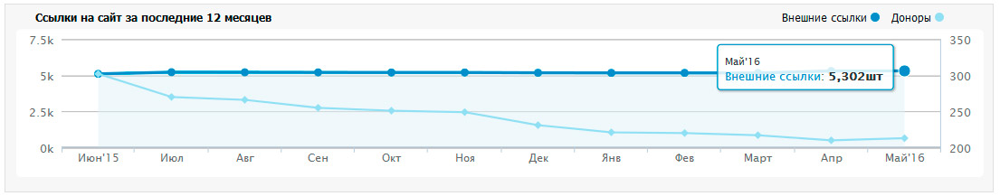 Ссылки на сайт за последние 12 месяцев
Внешние ссылки
Доноры
7.5k
350
Май'16
Внешние ссылки: 5,302шт
5k
300
2.5k
250
0k
200
Июн'15 Июл Авг Сен Окт Ноя Дек Янв Фев Март Апр Май'16